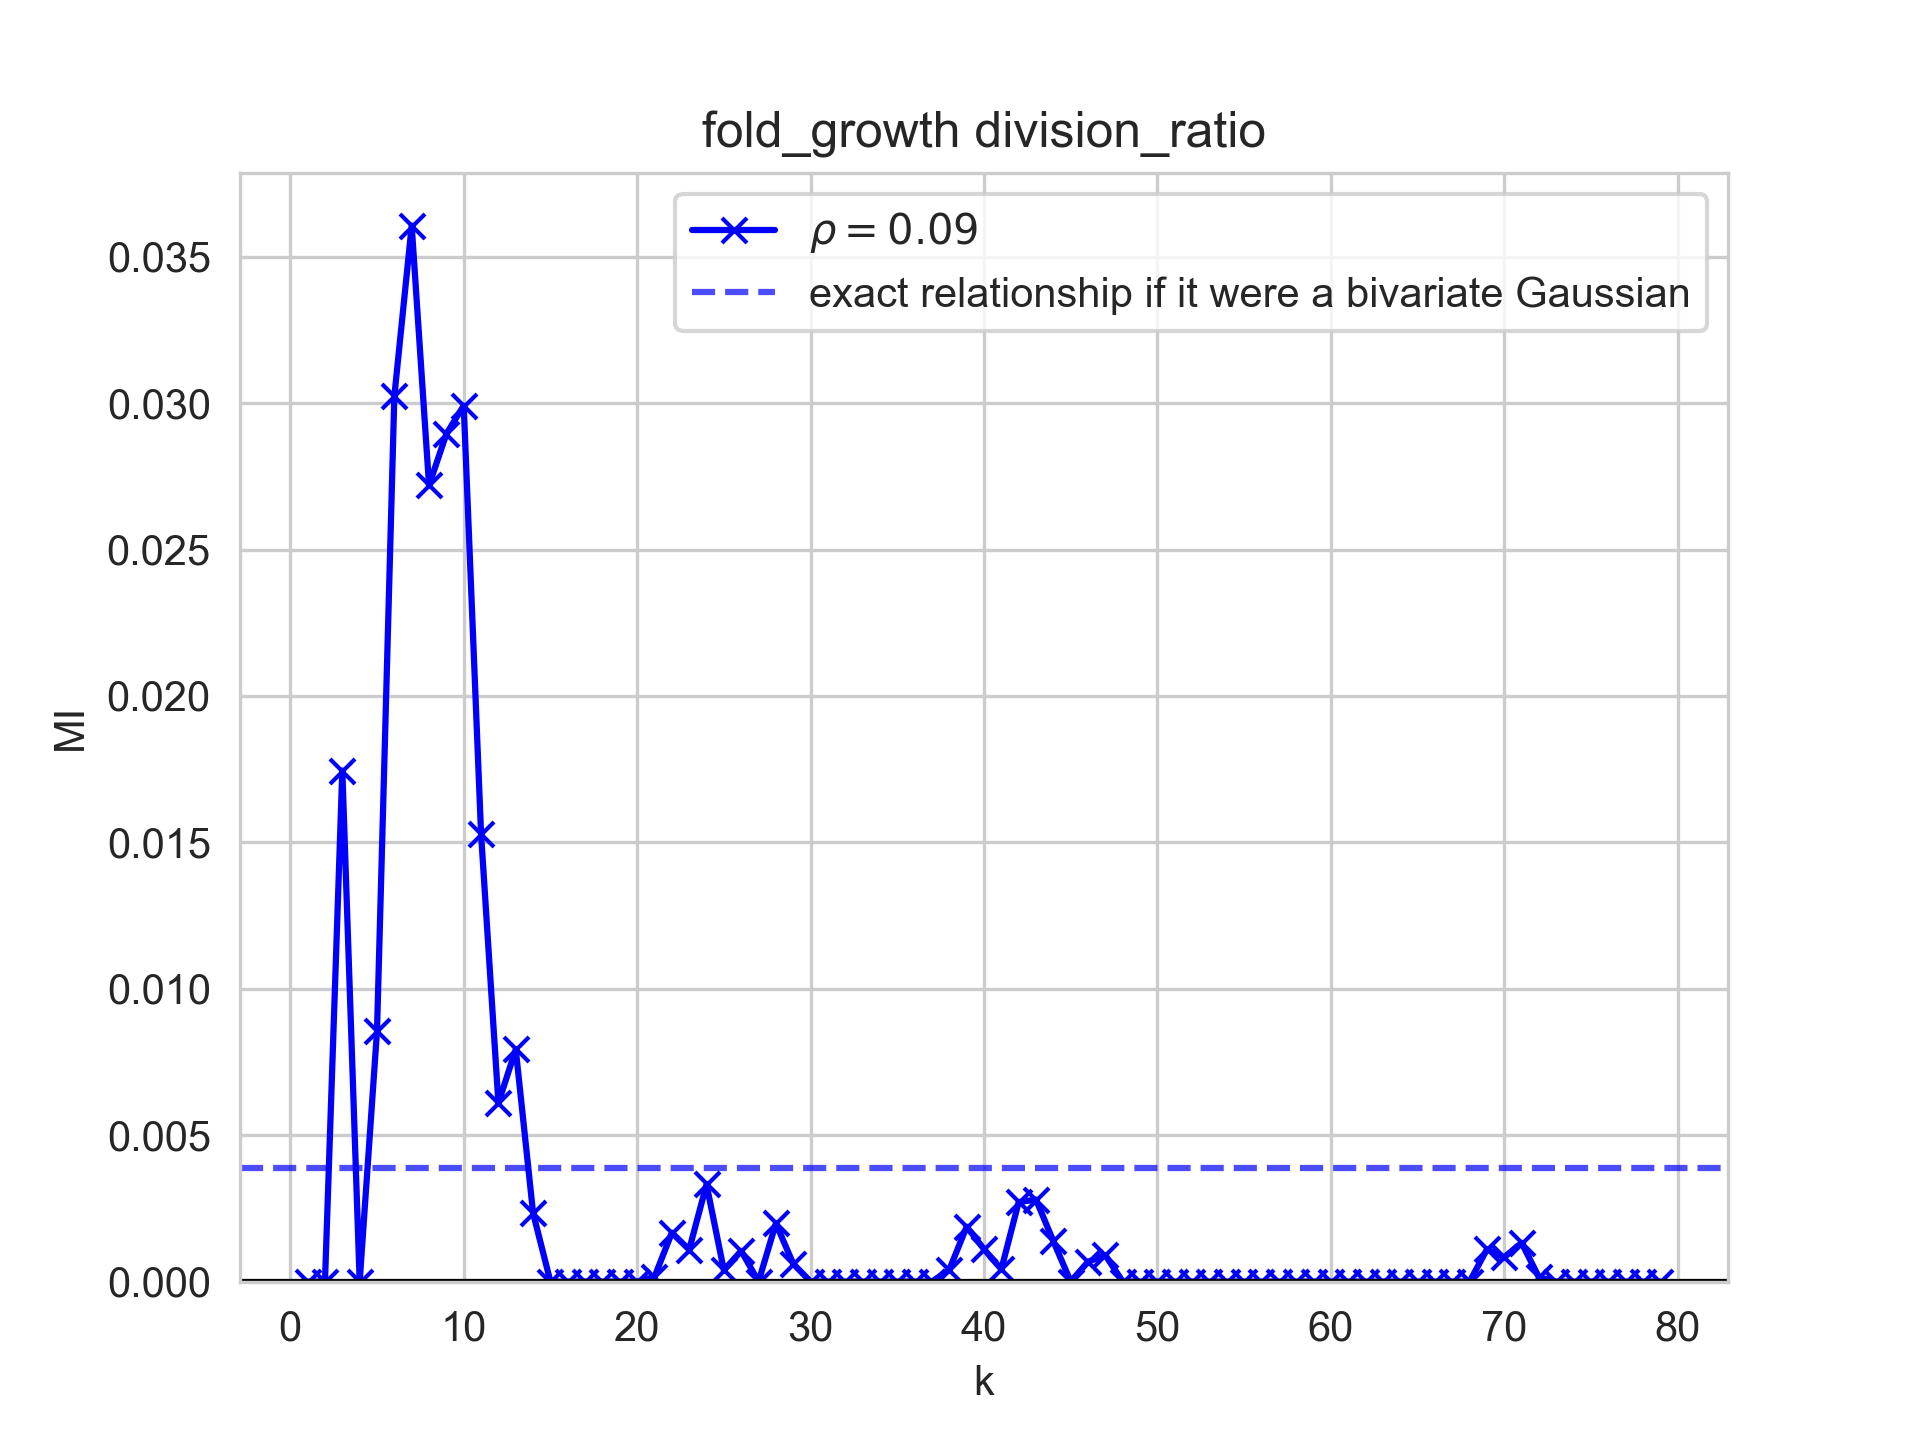 fold_growth division_ratio
ρ = 0.09
exact relationship if it were a bivariate Gaussian
MI
0.035
0.030
0.025
0.020
0.015
0.010
0.005
0.000
0 10 20 30 40 50 60 70 80
k